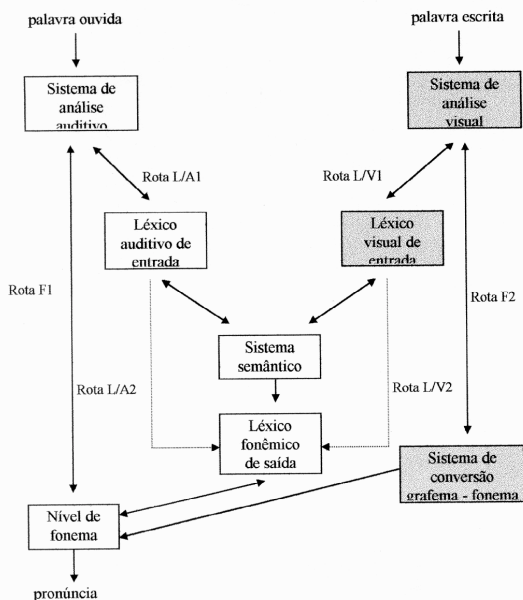 palavra ouvida
palavra escrita
Sistema de
análise
auditivo
Sistema de
análise
visual
Rota L/A1
Rota L/V1
Léxico
auditivo de
entrada
Léxico
visual de
entrada
Rota F1
Rota F2
Sistema
semântico
Rota L/A2
Rota L/V2
Léxico
fonêmico
de saída
Sistema de
conversão
grafema - fonema
Nível de
fonema
pronúncia